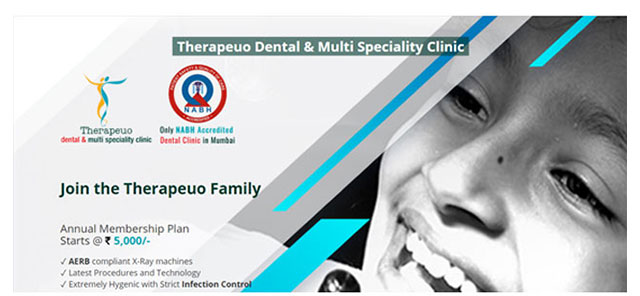 Therapeuo Dental & Multi Speciality Clinic
Therapeuo
dental & multi speciality clinic
NABH
Only NABH Accredited
Dental Clinic in Mumbai
Join the Therapeuo Family
Annual Membership Plan
Starts @ ₹ 5,000/-
✓ AERB compliant X-Ray machines
✓ Latest Procedures and Technology
✓ Extremely Hygenic with Strict Infection Control